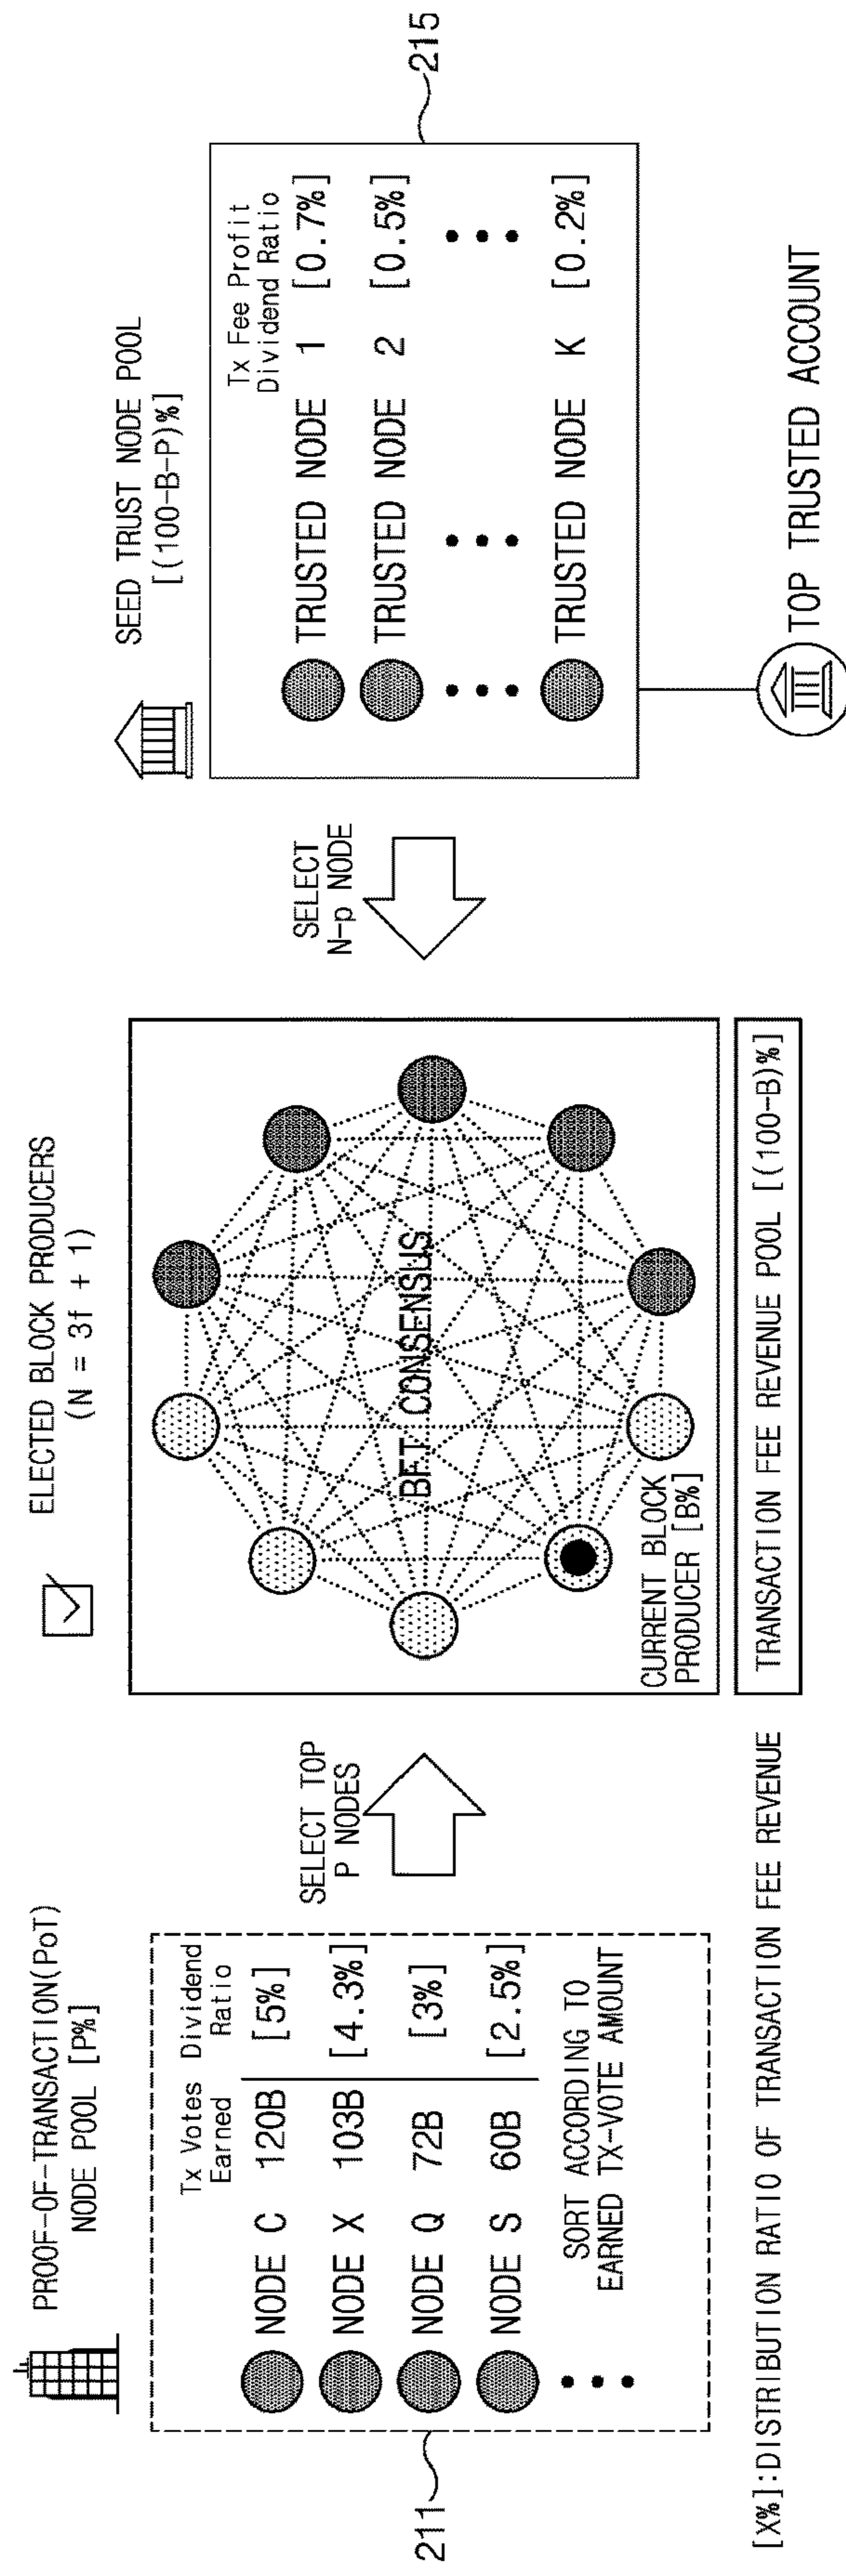 PROOF-OF-TRANSACTION(PoT)
NODE POOL [P%]
Tx Votes Dividend
Earned Ratio
NODE C 120B [5%]
NODE X 103B [4.3%]
NODE Q 72B [3%]
NODE S 60B [2.5%]
SORT ACCORDING TO
EARNED TX-VOTE AMOUNT
211
SELECT TOP
P NODES
ELECTED BLOCK PRODUCERS
(N = 3f + 1)
BFT CONSENSUS
CURRENT BLOCK
PRODUCER [B%]
TRANSACTION FEE REVENUE POOL [(100-B)%]
SELECT
N-p NODE
SEED TRUST NODE POOL
[(100-B-P)%]
Tx Fee Profit
Dividend Ratio
TRUSTED NODE 1 [0.7%]
TRUSTED NODE 2 [0.5%]
TRUSTED NODE K [0.2%]
215
TOP TRUSTED ACCOUNT
[X%]:DISTRIBUTION RATIO OF TRANSACTION FEE REVENUE